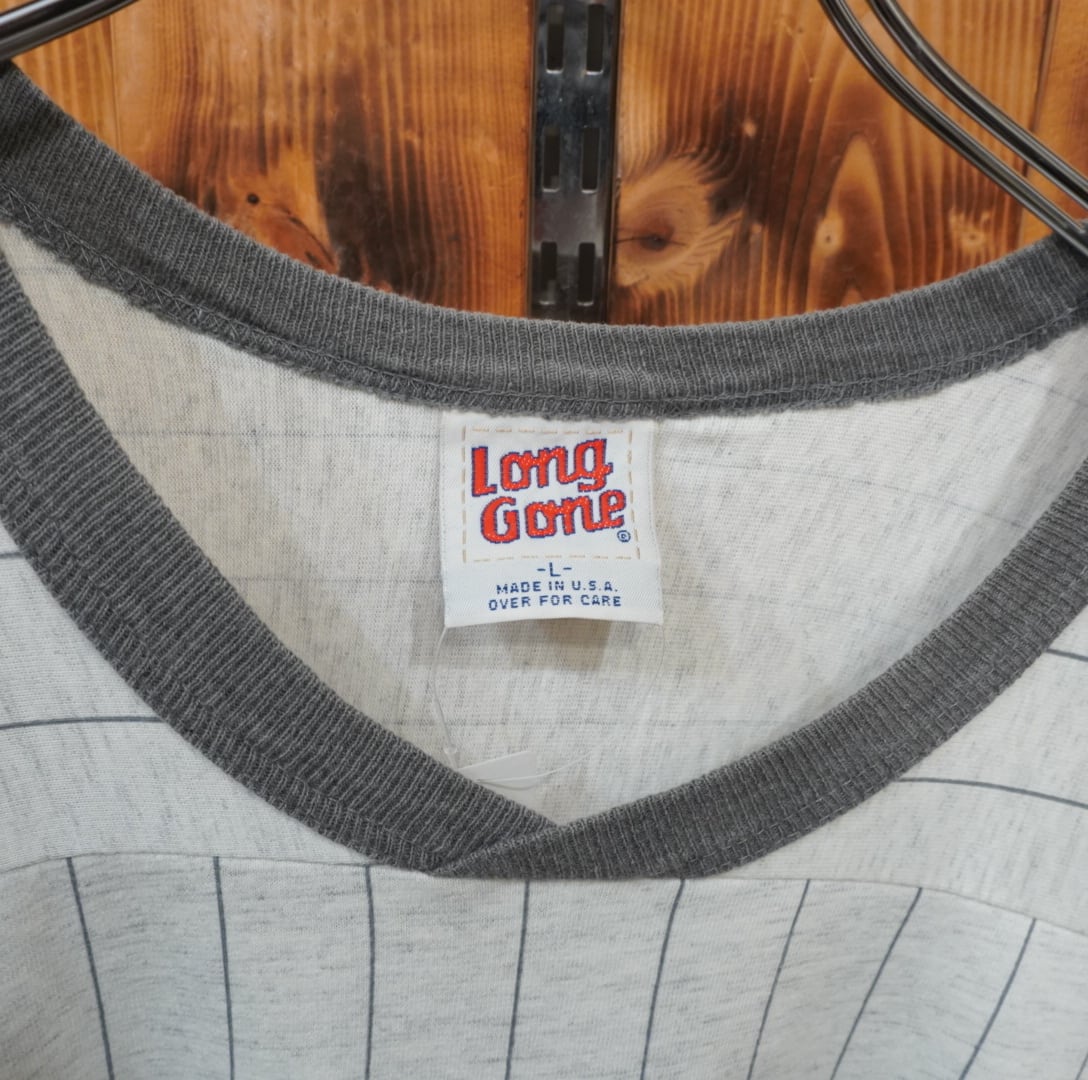 Long
Gone
®
-L-
MADE IN U.S.A.
OVER FOR CARE